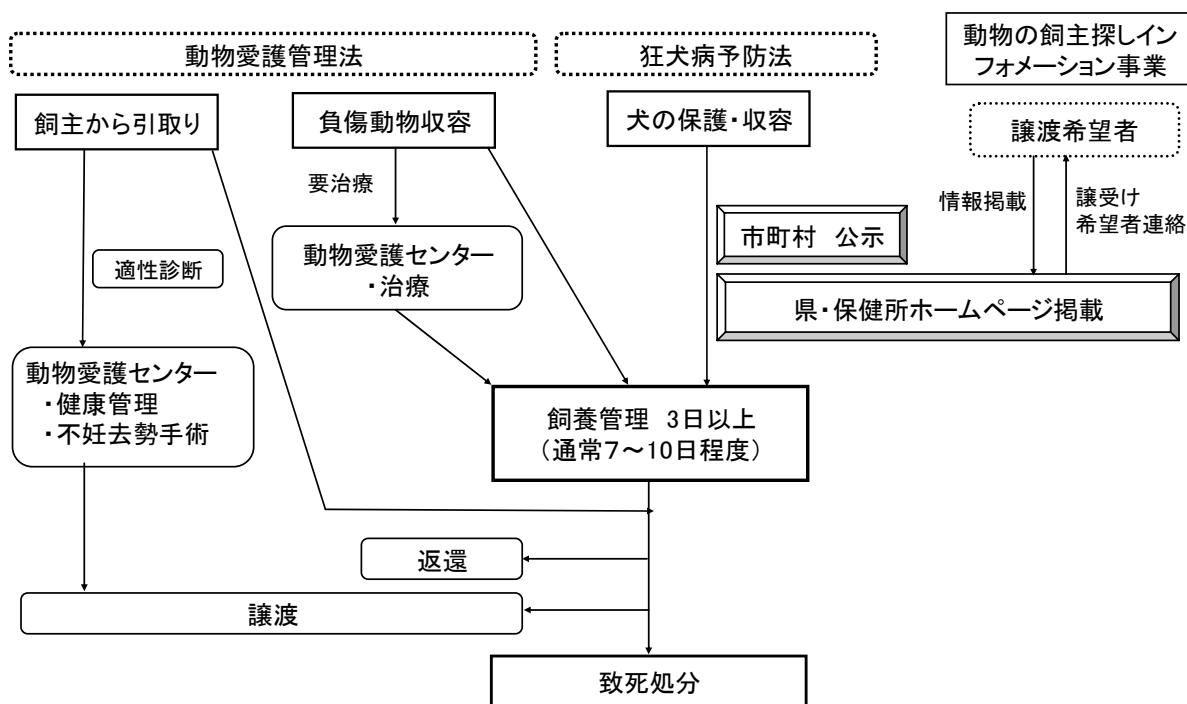 動物愛護管理法
狂犬病予防法
動物の飼主探しイン
フォメーション事業
飼主から引取り
負傷動物収容
犬の保護・収容
譲渡希望者
要治療
情報掲載
譲受け
希望者連絡
市町村　公示
動物愛護センター
・治療
適性診断
県・保健所ホームページ掲載
動物愛護センター
・健康管理
・不妊去勢手術
飼養管理　3日以上
（通常７～10日程度）
返還
譲渡
致死処分